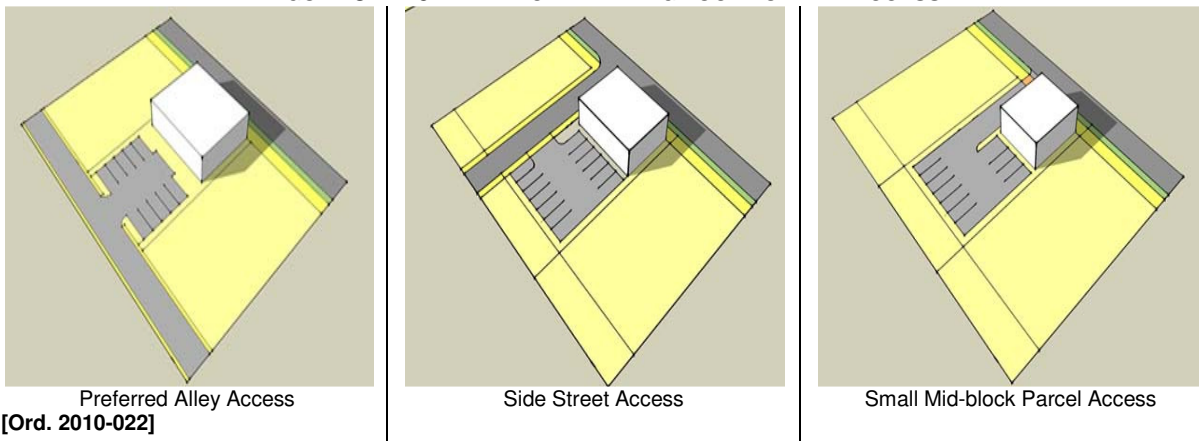 Preferred Alley Access
Side Street Access
Small Mid-block Parcel Access
[Ord. 2010-022]